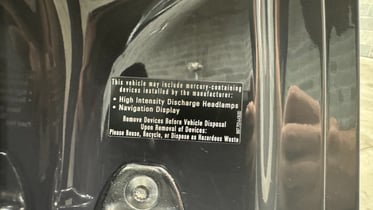 This vehicle may include mercury-containing
devices installed by the manufacturer:
• High Intensity Discharge Headlamps
• Navigation Display
Remove Devices Before Vehicle Disposal
Upon Removal of Devices:
Please Reuse, Recycle, or Dispose as Hazardous Waste